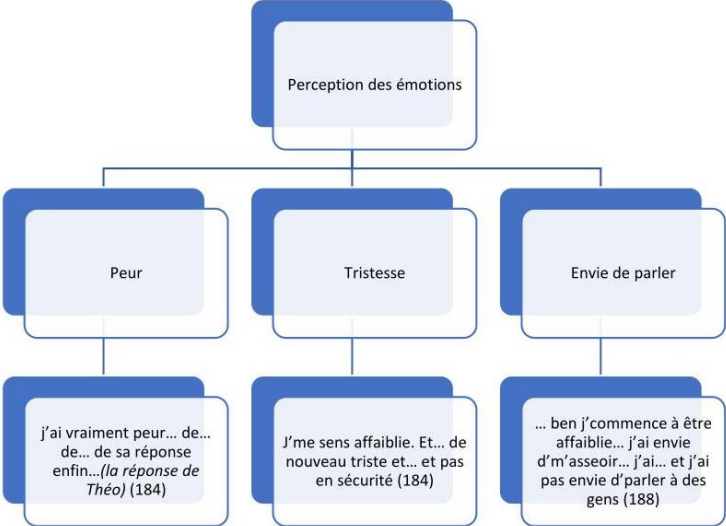 Perception des émotions
Peur
Tristesse
Envie de parler
j’ai vraiment peur… de…
de… de sa réponse
enfin…(la réponse de
Théo) (184)
J’me sens affaiblie. Et… de
nouveau triste et… et pas
en sécurité (184)
… ben j’commence à être
affaiblie… j’ai envie
d’m’asseoir… j’ai… et j’ai
pas envie d’parler à des
gens (188)